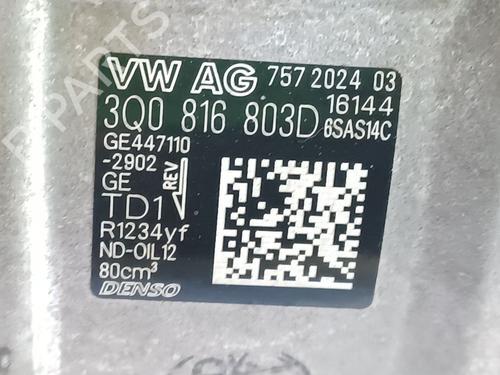 VW AG 757 2024 03
16144
3Q0 816 803D 6SAS14C
GE447110
-2902
GE
REV
TD1
R1234yf
ND-OIL12
80cm³
DENSO